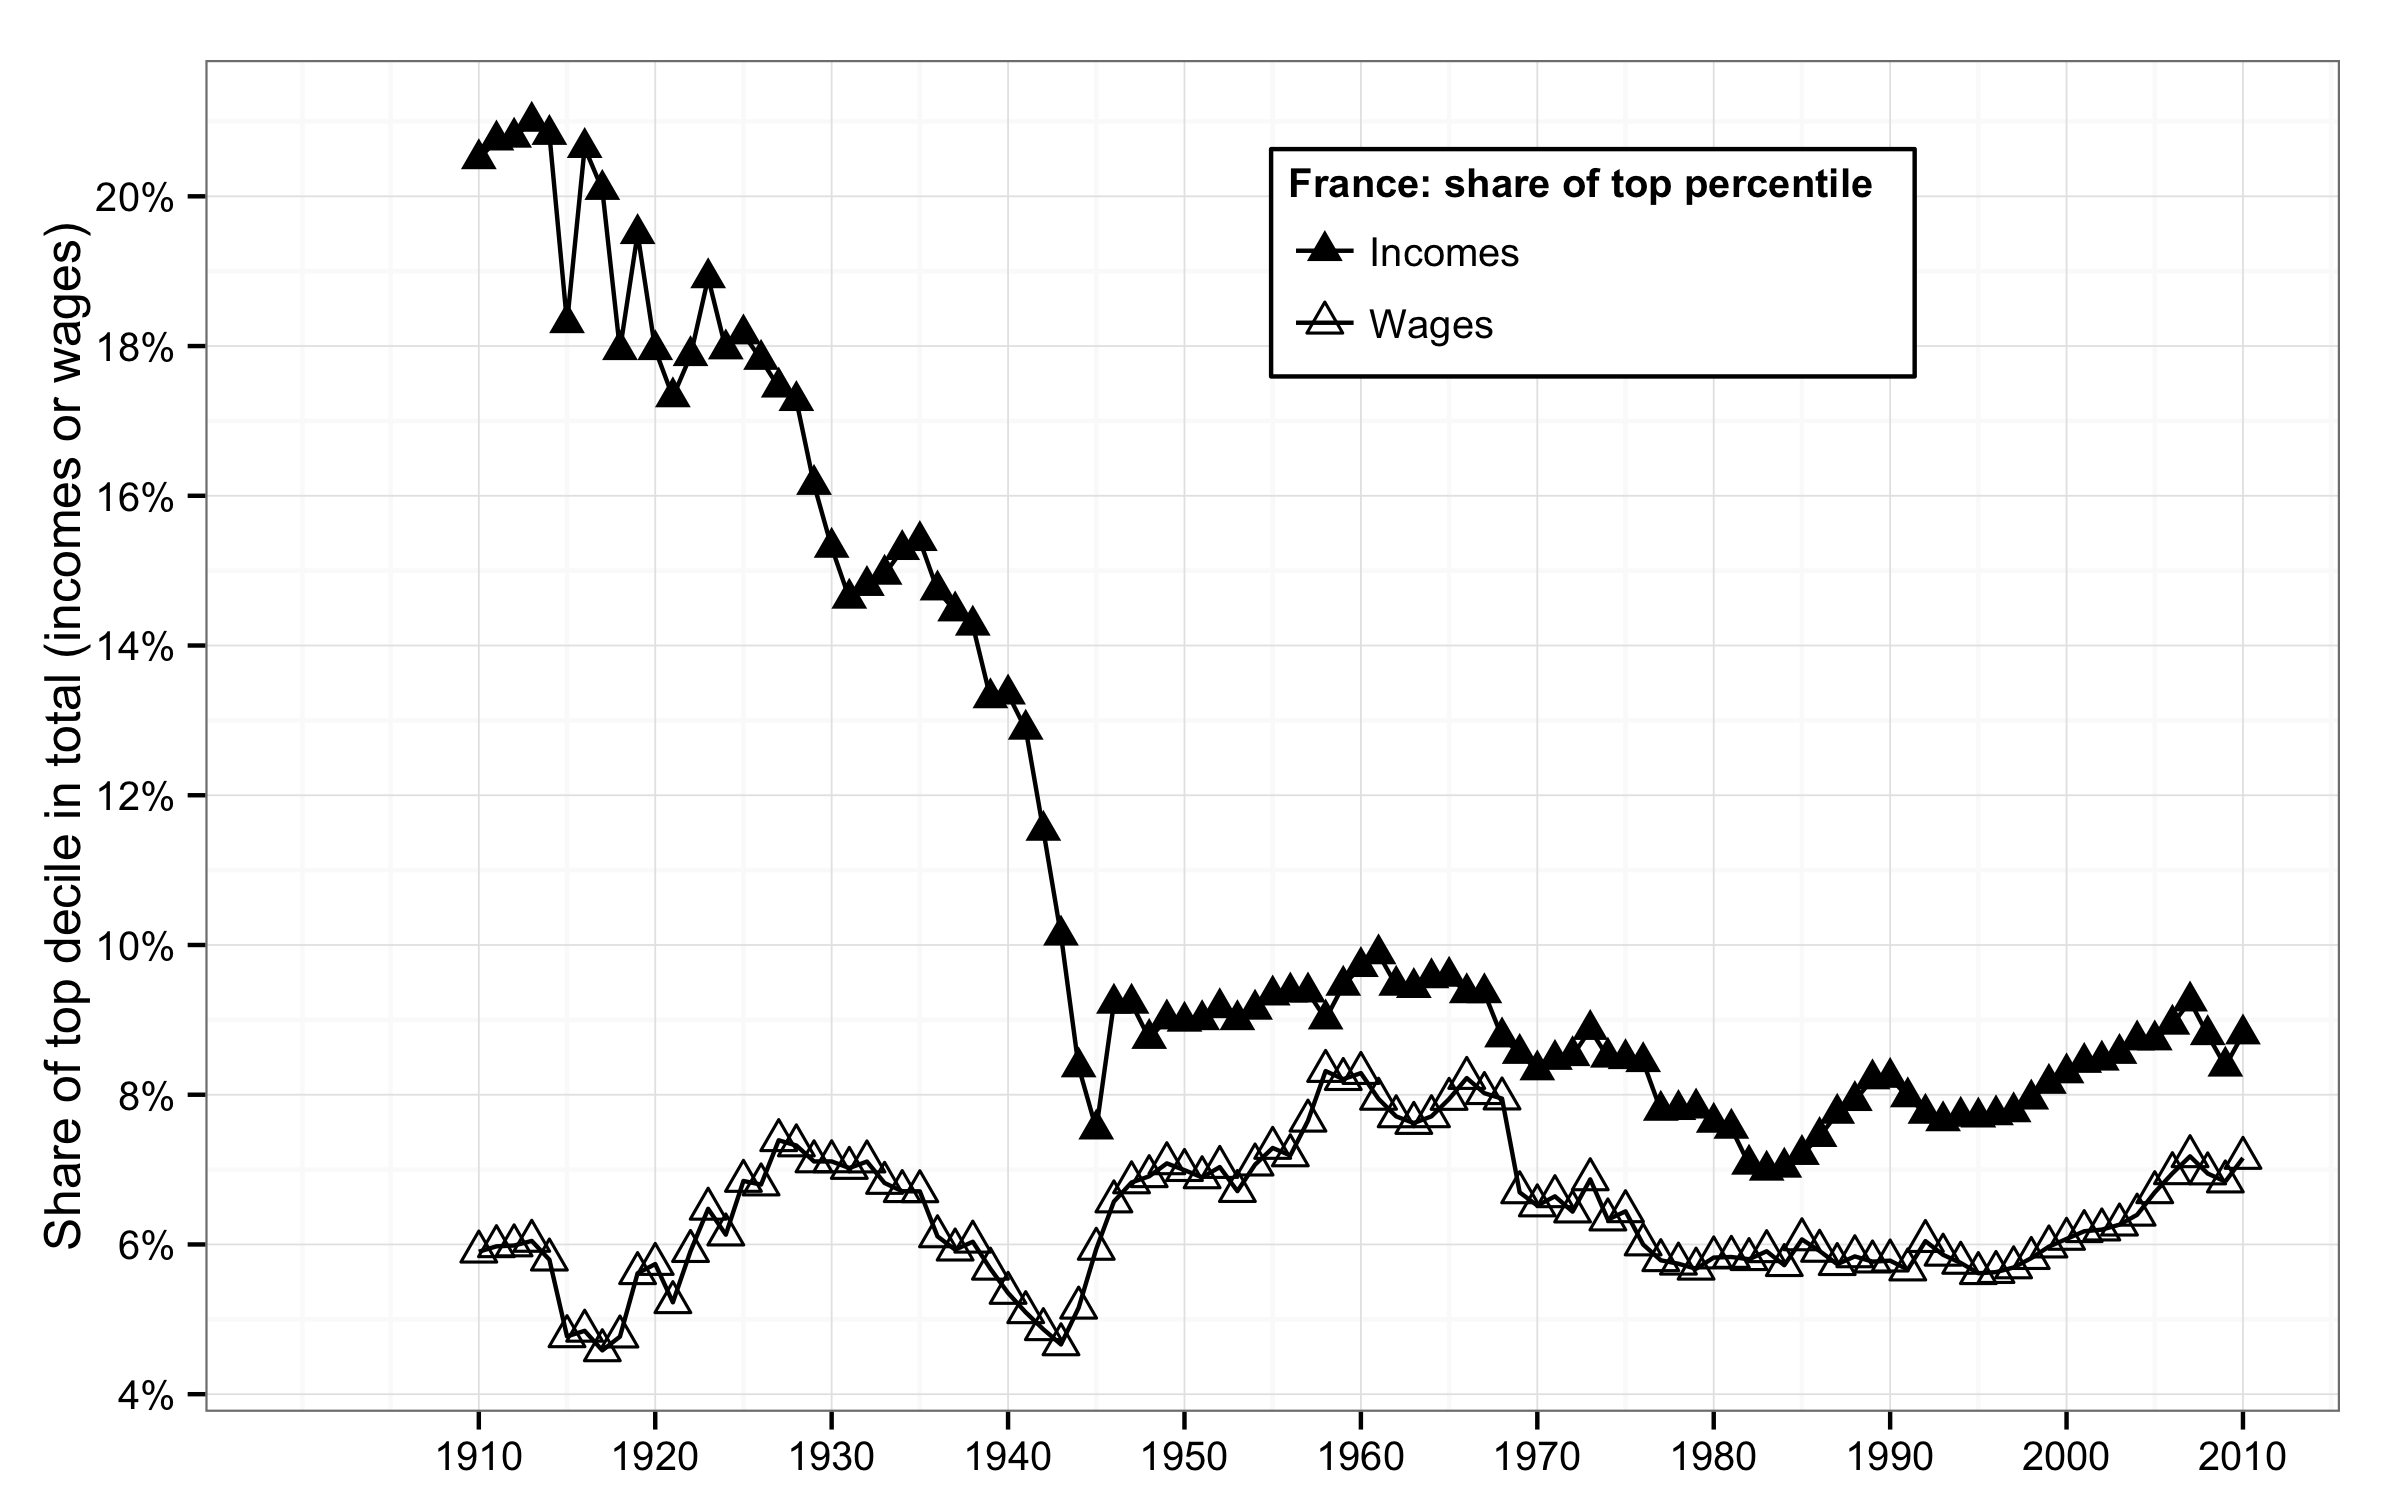 Share of top decile in total (incomes or wages)
20%
18%
16%
14%
12%
10%
8%
6%
4%
France: share of top percentile
Incomes
Wages
1910 1920 1930 1940 1950 1960 1970 1980 1990 2000 2010